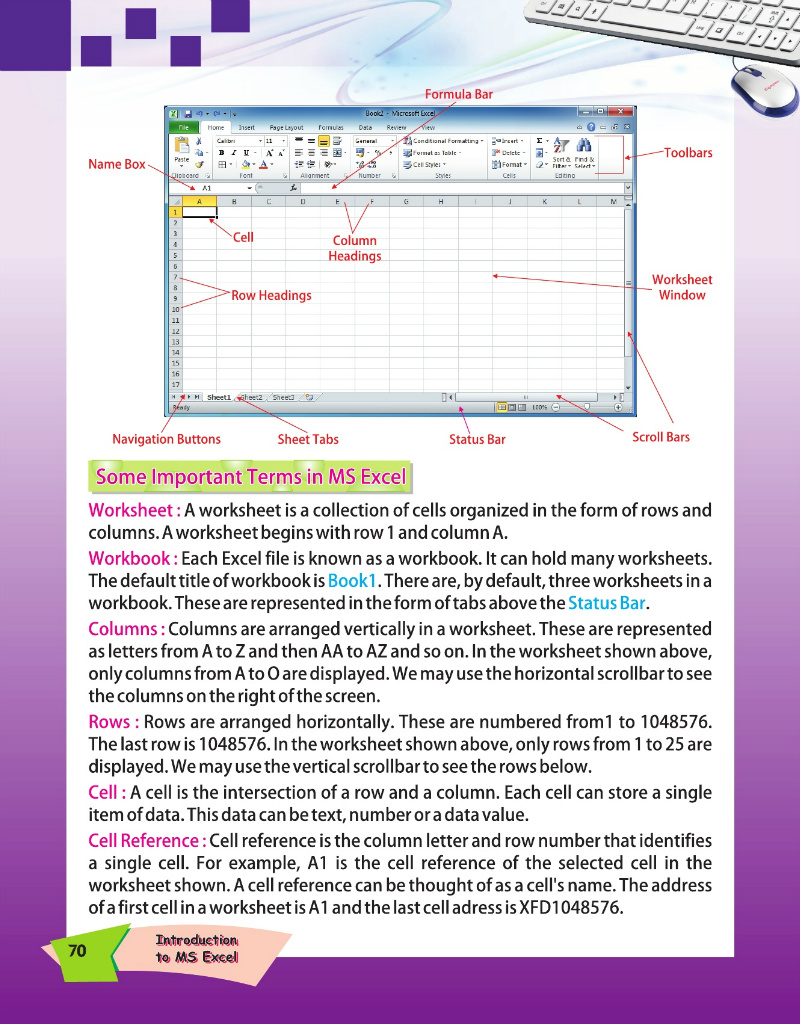 Formula Bar
Book2 - Microsoft Excel
File Home Insert Page Layout Formulas Data Review View
Calibri 11 General Conditional Formatting Insert Σ
Paste B I U Format as Table Delete Sort & Find &
Cell Styles Format Filter Select
Clipboard Font Alignment Number Styles Cells Editing
Toolbars
Name Box
A1 fx
A B C D E F G H I J K L M
1
2
3
4
5
6
7
8
9
10
11
12
13
14
15
16
17
Cell
Column
Headings
Row Headings
Worksheet
Window
Sheet1 Sheet2 Sheet3
Ready 100%
Navigation Buttons
Sheet Tabs
Status Bar
Scroll Bars
Some Important Terms in MS Excel
Worksheet : A worksheet is a collection of cells organized in the form of rows and
columns. A worksheet begins with row 1 and column A.
Workbook : Each Excel file is known as a workbook. It can hold many worksheets.
The default title of workbook is Book1. There are, by default, three worksheets in a
workbook. These are represented in the form of tabs above the Status Bar.
Columns : Columns are arranged vertically in a worksheet. These are represented
as letters from A to Z and then AA to AZ and so on. In the worksheet shown above,
only columns from A to O are displayed. We may use the horizontal scrollbar to see
the columns on the right of the screen.
Rows : Rows are arranged horizontally. These are numbered from1 to 1048576.
The last row is 1048576. In the worksheet shown above, only rows from 1 to 25 are
displayed. We may use the vertical scrollbar to see the rows below.
Cell : A cell is the intersection of a row and a column. Each cell can store a single
item of data. This data can be text, number or a data value.
Cell Reference : Cell reference is the column letter and row number that identifies
a single cell. For example, A1 is the cell reference of the selected cell in the
worksheet shown. A cell reference can be thought of as a cell's name. The address
of a first cell in a worksheet is A1 and the last cell adress is XFD1048576.
70
Introduction
to MS Excel